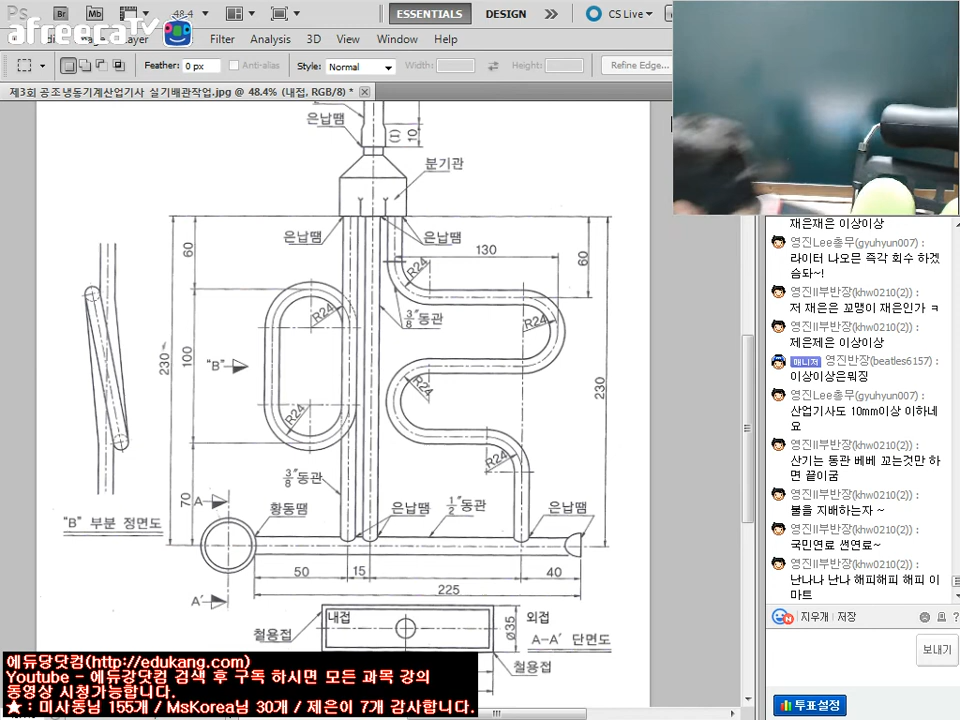 Ps Br Mb 48.4 ESSENTIALS DESIGN CS Live
afreecaTV
Layer Filter Analysis 3D View Window Help
Feather: 0 px Anti-alias Style: Normal Width: Height: Refine Edge...
제3회 공조냉동기계산업기사 실기배관작업.jpg @ 48.4% (내접, RGB/8) *
은납땜
(1)
10
분기관
은납땜
은납땜
60
130
60
R24
R24
R24
3/8"동관
230
100
"B"
R24
R24
230
R24
3/8"동관
70
A
황동땜
은납땜
1/2"동관
은납땜
"B" 부분 정면도
50
15
40
225
A'
내접
외접
ø35
A-A' 단면도
철용접
철용접
재은재은 이상이상
영진Lee총무(gyuhyun007) :
라이터 나오믄 즉각 회수 하겠
슴돠~!
영진II부반장(khw0210(2)) :
저 재은은 꼬맹이 재은인가 ㅋ
영진II부반장(khw0210(2)) :
제은제은 이상이상
매니저 영진반장(beatles6157) :
이상이상은뭐징
영진Lee총무(gyuhyun007) :
산업기사도 10mm이상 이하네
요
영진II부반장(khw0210(2)) :
산기는 동관 베베 꼬는것만 하
면 끝이굼
영진II부반장(khw0210(2)) :
불을 지배하는자 ~
영진II부반장(khw0210(2)) :
국민연료 썬연료~
영진II부반장(khw0210(2)) :
난나나 난나 해피해피 해피 이
마트
지우개 저장
보내기
투표설정
에듀강닷컴(http://edukang.com)
Youtube - 에듀강닷컴 검색 후 구독 하시면 모든 과목 강의
동영상 시청가능합니다.
★ : 미사동님 155개 / MsKorea님 30개 / 제은이 7개 감사합니다.